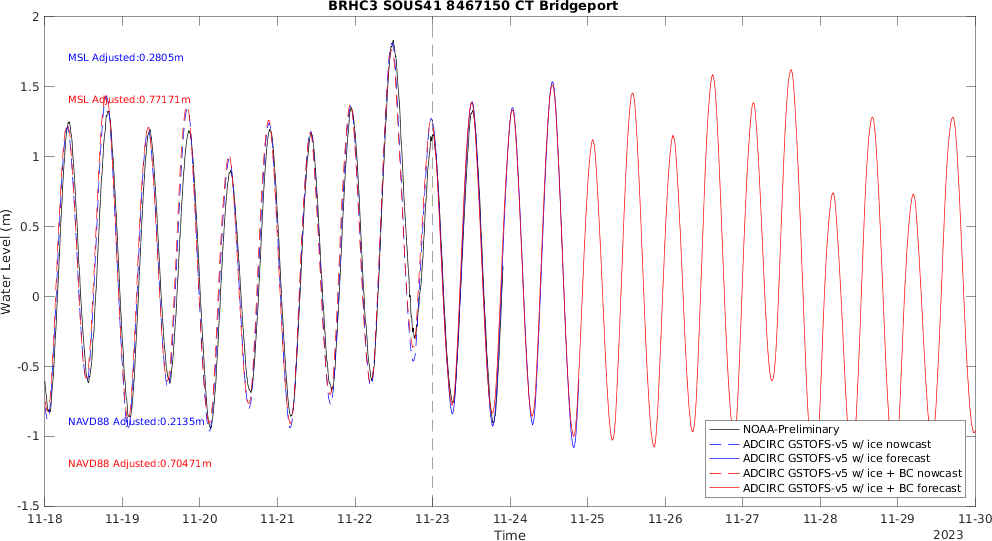 BRHC3 SOUS41 8467150 CT Bridgeport
2
MSL Adjusted:0.2805m
1.5
MSL Adjusted:0.77171m
1
0.5
Water Level (m)
0
-0.5
NAVD88 Adjusted:0.2135m
-1
NAVD88 Adjusted:0.70471m
NOAA-Preliminary
ADCIRC GSTOFS-v5 w/ ice nowcast
ADCIRC GSTOFS-v5 w/ ice forecast
ADCIRC GSTOFS-v5 w/ ice + BC nowcast
ADCIRC GSTOFS-v5 w/ ice + BC forecast
-1.5
11-18 11-19 11-20 11-21 11-22 11-23 11-24 11-25 11-26 11-27 11-28 11-29 11-30
Time 2023